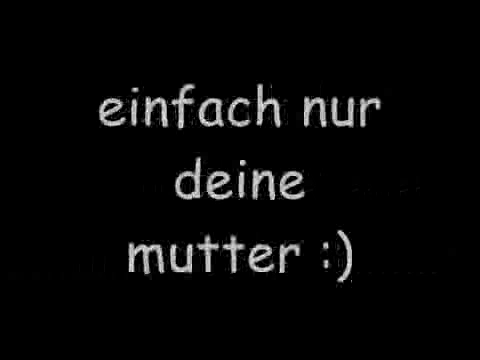 einfach nur
deine
mutter :)